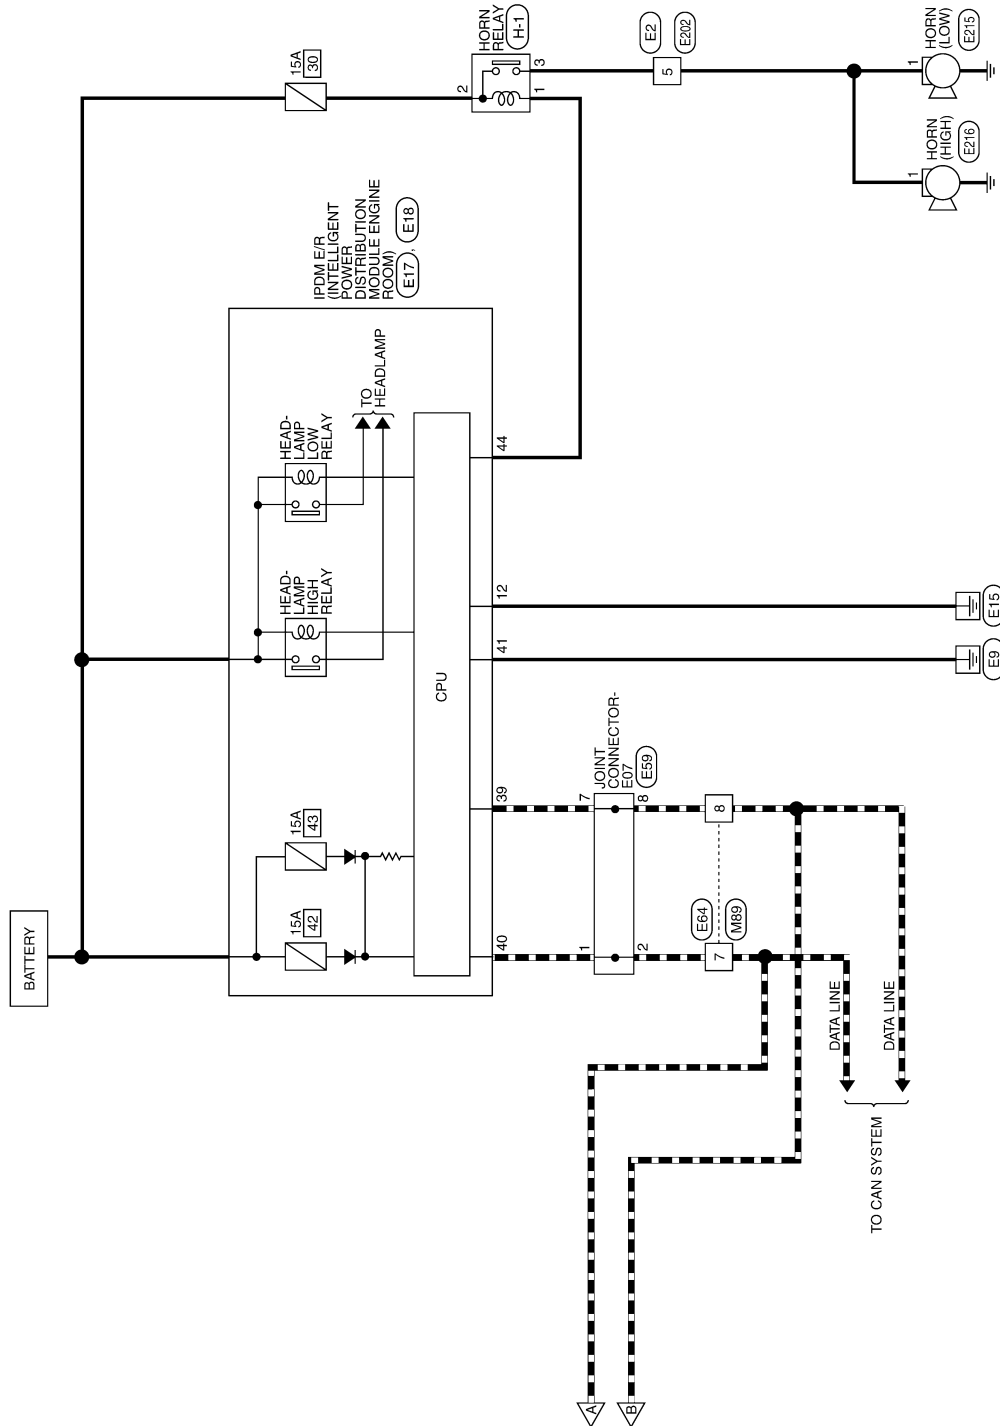 BATTERY
15A
42
15A
43
HEAD-
LAMP
HIGH
RELAY
HEAD-
LAMP
LOW
RELAY
TO
HEADLAMP
CPU
IPDM E/R
(INTELLIGENT
POWER
DISTRIBUTION
MODULE ENGINE
ROOM)
E17 , E18
15A
30
HORN
RELAY
H-1
2
1
3
40
39
41
12
44
JOINT
CONNECTOR-
E07
E59
1
7
2
8
7
8
E64
M89
5
E2
E202
DATA LINE
DATA LINE
TO CAN SYSTEM
A
B
E9
E15
1
HORN
(HIGH)
E216
1
HORN
(LOW)
E215